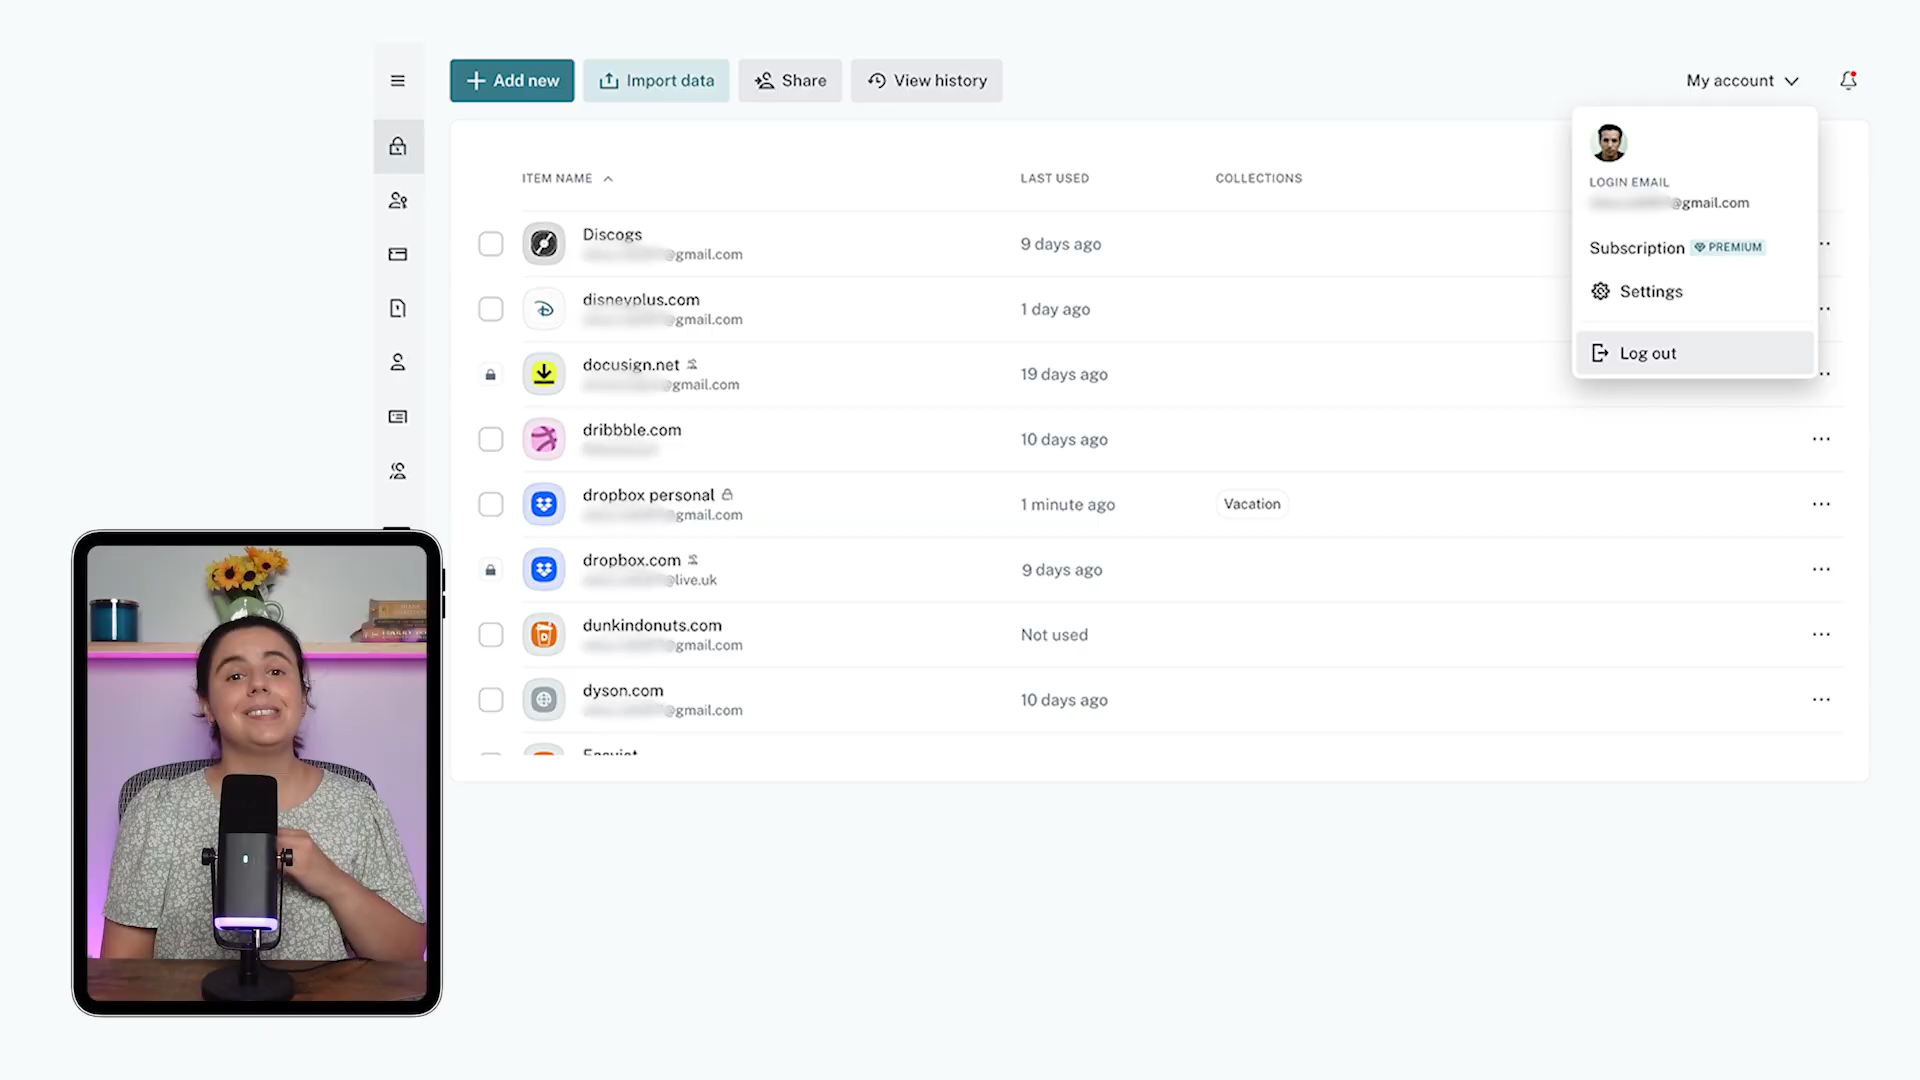 Add new
Import data
Share
View history
My account
ITEM NAME
LAST USED
COLLECTIONS
LOGIN EMAIL
@gmail.com
Subscription PREMIUM
Settings
Log out
Discogs
@gmail.com
9 days ago
disneyplus.com
@gmail.com
1 day ago
docusign.net
@gmail.com
19 days ago
dribbble.com
10 days ago
dropbox personal
@gmail.com
1 minute ago
Vacation
dropbox.com
@live.uk
9 days ago
dunkindonuts.com
@gmail.com
Not used
dyson.com
@gmail.com
10 days ago